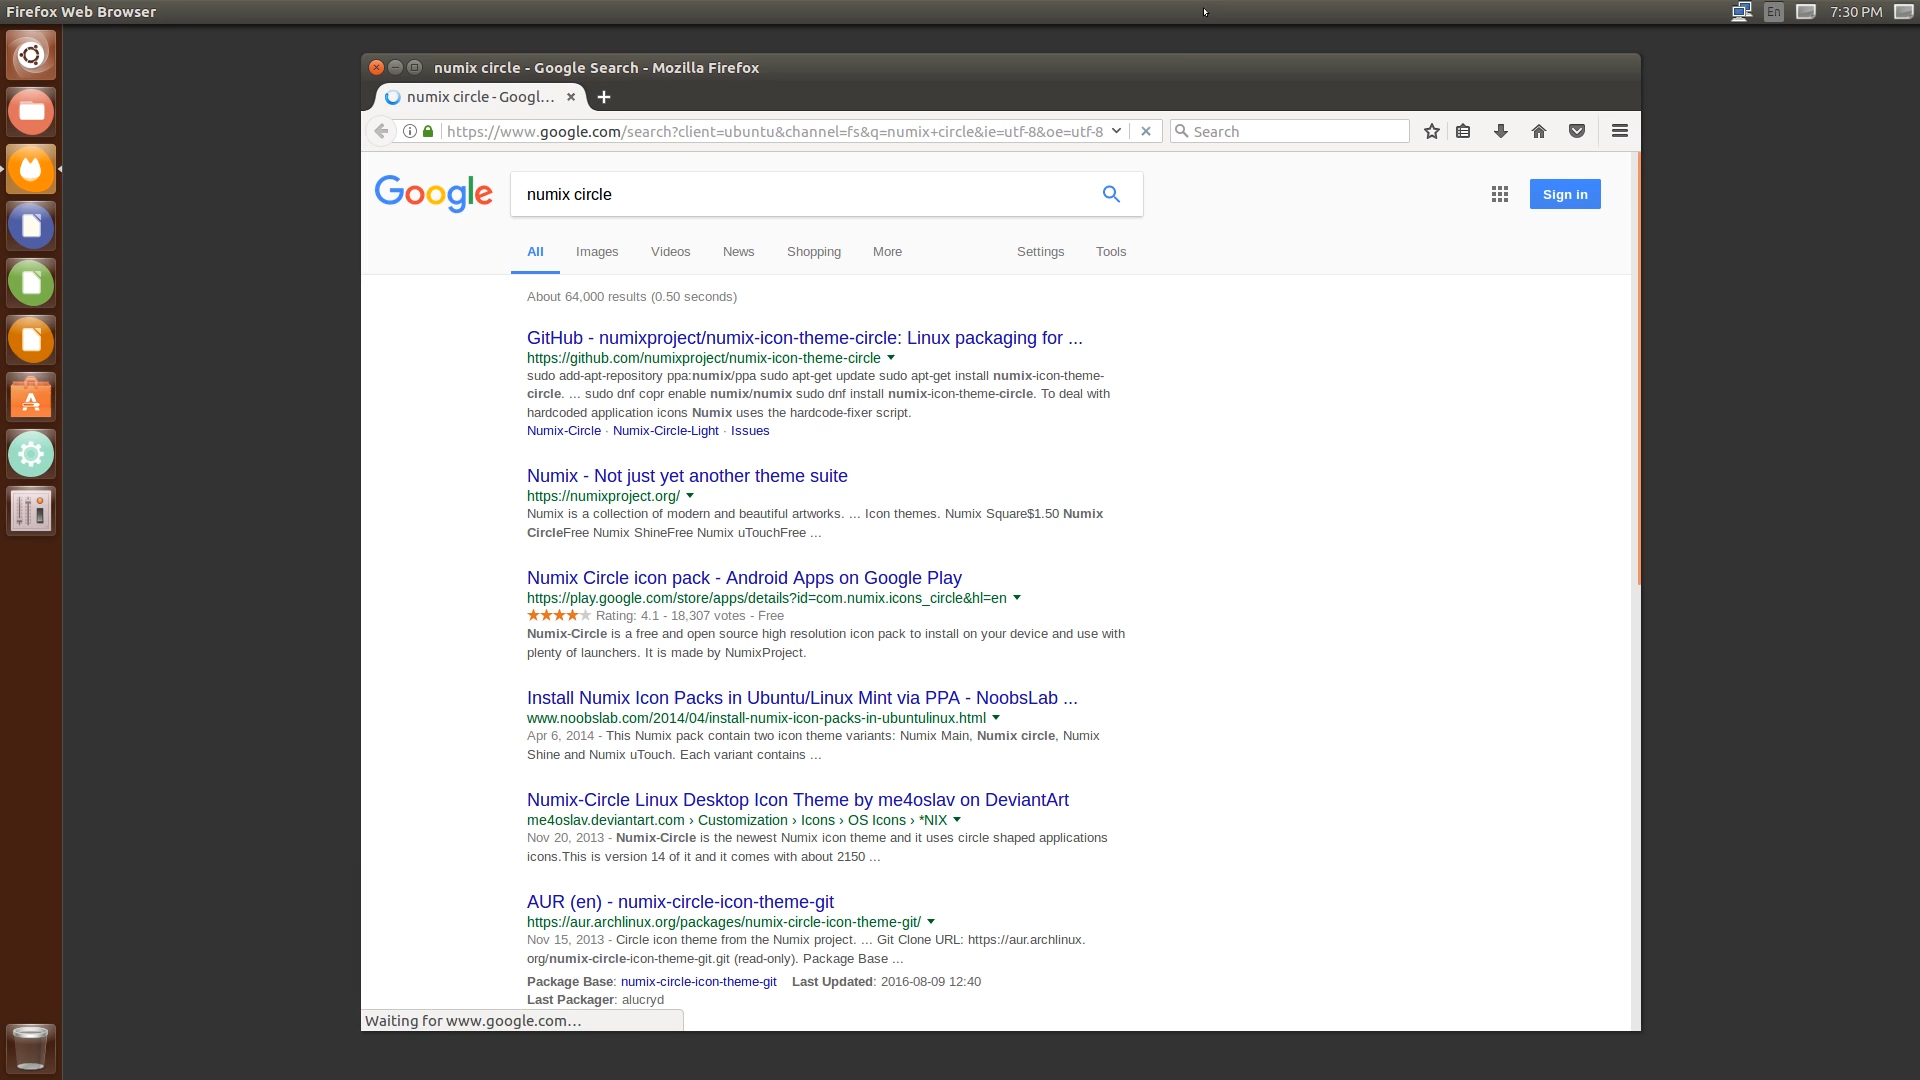 Firefox Web Browser
En
7:30 PM
numix circle - Google Search - Mozilla Firefox
numix circle - Googl...
https://www.google.com/search?client=ubuntu&channel=fs&q=numix+circle&ie=utf-8&oe=utf-8
Search
Google
numix circle
Sign in
All Images Videos News Shopping More Settings Tools
About 64,000 results (0.50 seconds)
GitHub - numixproject/numix-icon-theme-circle: Linux packaging for ...
https://github.com/numixproject/numix-icon-theme-circle
sudo add-apt-repository ppa:numix/ppa sudo apt-get update sudo apt-get install numix-icon-theme-
circle. ... sudo dnf copr enable numix/numix sudo dnf install numix-icon-theme-circle. To deal with
hardcoded application icons Numix uses the hardcode-fixer script.
Numix-Circle · Numix-Circle-Light · Issues
Numix - Not just yet another theme suite
https://numixproject.org/
Numix is a collection of modern and beautiful artworks. ... Icon themes. Numix Square$1.50 Numix
CircleFree Numix ShineFree Numix uTouchFree ...
Numix Circle icon pack - Android Apps on Google Play
https://play.google.com/store/apps/details?id=com.numix.icons_circle&hl=en
Rating: 4.1 - 18,307 votes - Free
Numix-Circle is a free and open source high resolution icon pack to install on your device and use with
plenty of launchers. It is made by NumixProject.
Install Numix Icon Packs in Ubuntu/Linux Mint via PPA - NoobsLab ...
www.noobslab.com/2014/04/install-numix-icon-packs-in-ubuntulinux.html
Apr 6, 2014 - This Numix pack contain two icon theme variants: Numix Main, Numix circle, Numix
Shine and Numix uTouch. Each variant contains ...
Numix-Circle Linux Desktop Icon Theme by me4oslav on DeviantArt
me4oslav.deviantart.com › Customization › Icons › OS Icons › *NIX
Nov 20, 2013 - Numix-Circle is the newest Numix icon theme and it uses circle shaped applications
icons.This is version 14 of it and it comes with about 2150 ...
AUR (en) - numix-circle-icon-theme-git
https://aur.archlinux.org/packages/numix-circle-icon-theme-git/
Nov 15, 2013 - Circle icon theme from the Numix project. ... Git Clone URL: https://aur.archlinux.
org/numix-circle-icon-theme-git.git (read-only). Package Base ...
Package Base: numix-circle-icon-theme-git Last Updated: 2016-08-09 12:40
Last Packager: alucryd
Waiting for www.google.com...